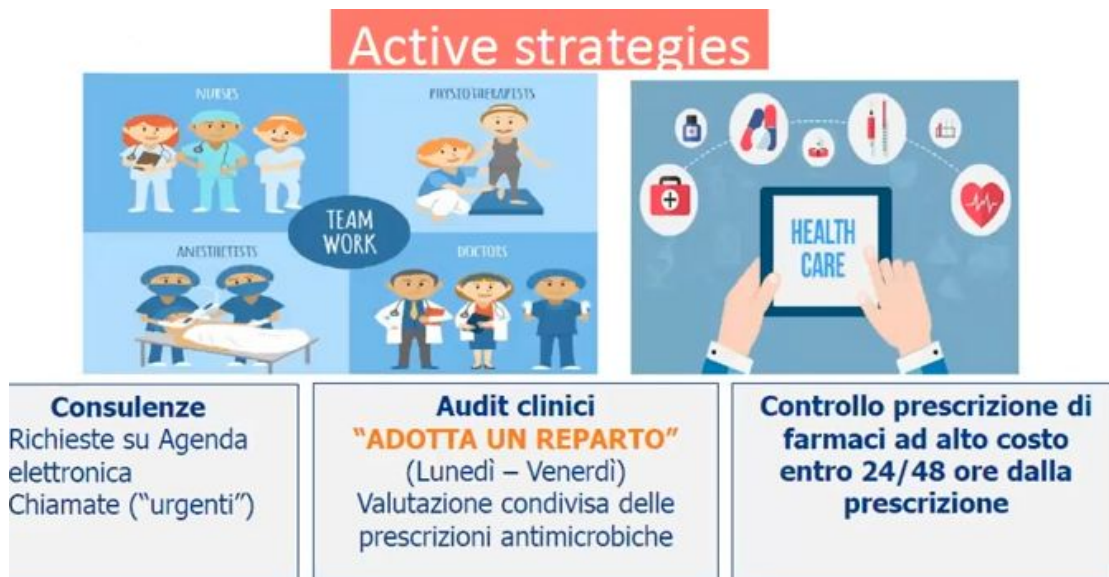 Active strategies
NURSES
PHYSIOTHERAPISTS
TEAM
WORK
ANESTHETISTS
DOCTORS
HEALTH
CARE
Consulenze
Richieste su Agenda
elettronica
Chiamate (“urgenti”)
Audit clinici
“ADOTTA UN REPARTO”
(Lunedì – Venerdì)
Valutazione condivisa delle
prescrizioni antimicrobiche
Controllo prescrizione di
farmaci ad alto costo
entro 24/48 ore dalla
prescrizione